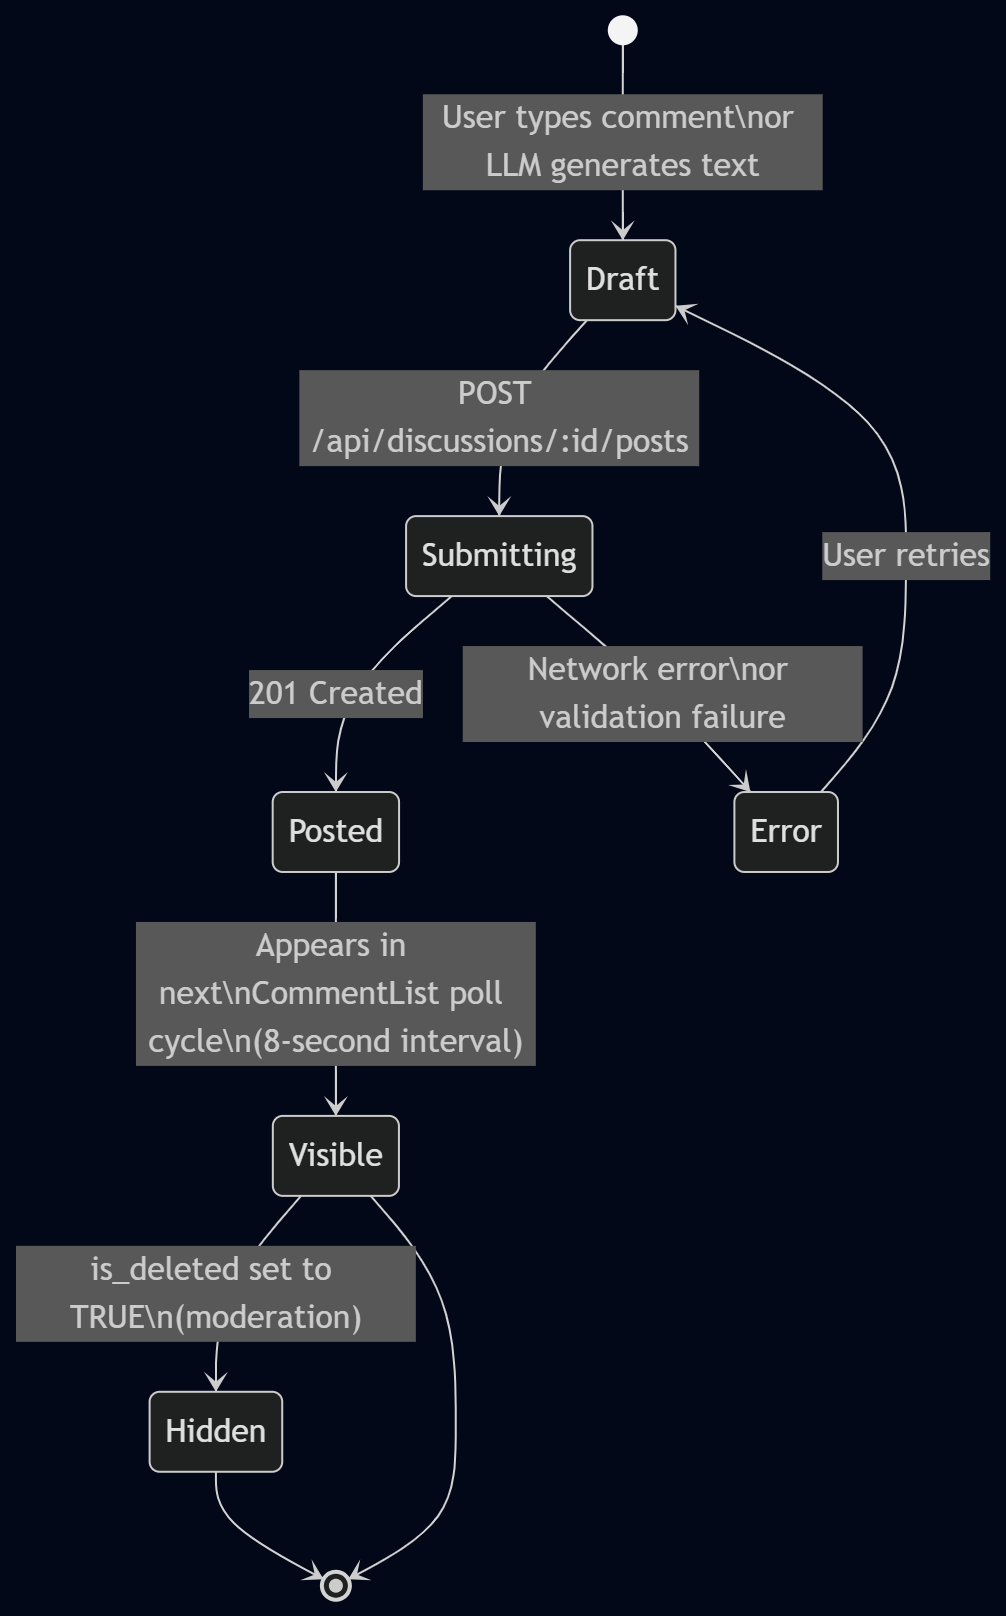 User types comment\nor
LLM generates text
Draft
POST
/api/discussions/:id/posts
Submitting
User retries
Network error\nor
validation failure
201 Created
Posted
Error
Appears in
next\nCommentList poll
cycle\n(8-second interval)
Visible
is_deleted set to
TRUE\n(moderation)
Hidden